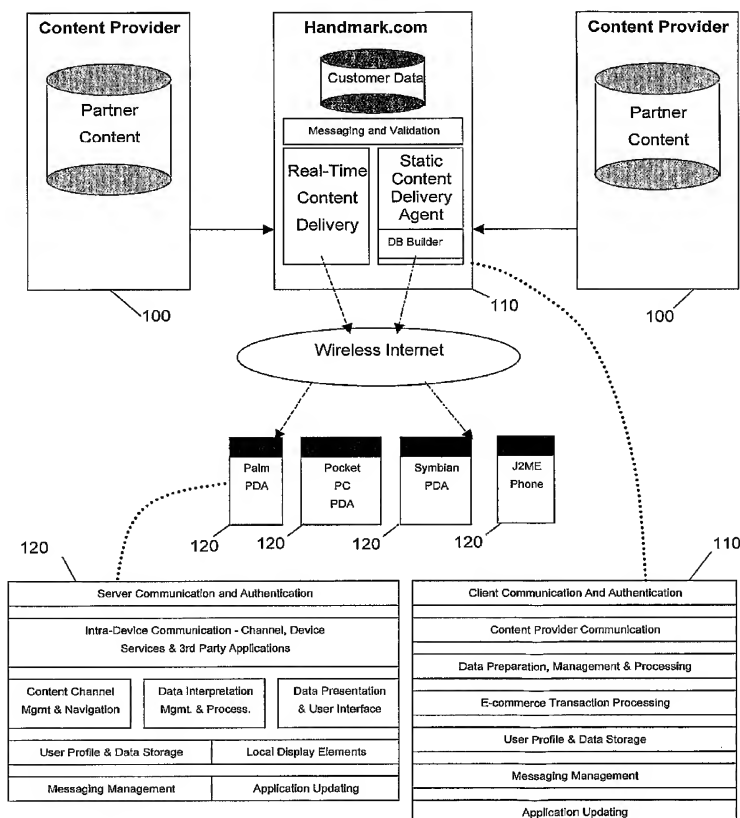 Content Provider
Partner
Content
100
Handmark.com
Customer Data
Messaging and Validation
Real-Time
Content
Delivery
Static
Content
Delivery
Agent
DB Builder
110
Content Provider
Partner
Content
100
Wireless Internet
Palm
PDA
120
Pocket
PC
PDA
120
Symbian
PDA
120
J2ME
Phone
120
120
Server Communication and Authentication
Intra-Device Communication - Channel, Device
Services & 3rd Party Applications
Content Channel
Mgmt & Navigation
Data Interpretation
Mgmt. & Process.
Data Presentation
& User Interface
User Profile & Data Storage
Local Display Elements
Messaging Management
Application Updating
110
Client Communication And Authentication
Content Provider Communication
Data Preparation, Management & Processing
E-commerce Transaction Processing
User Profile & Data Storage
Messaging Management
Application Updating